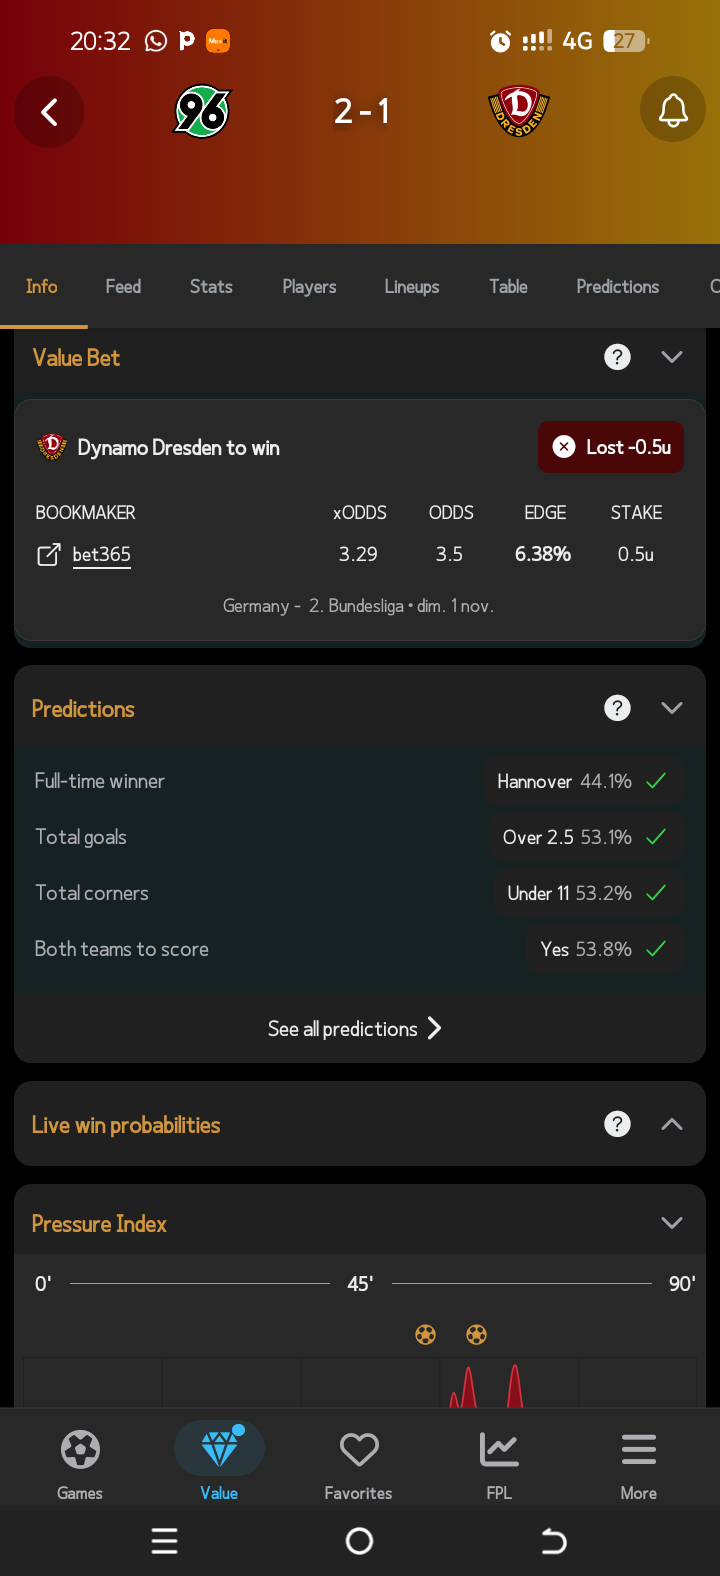 20:32 4G 27
96 2 - 1 D DRESDEN
Info Feed Stats Players Lineups Table Predictions
Value Bet ?
Dynamo Dresden to win Lost -0.5u
BOOKMAKER xODDS ODDS EDGE STAKE
bet365 3.29 3.5 6.38% 0.5u
Germany - 2. Bundesliga • dim. 1 nov.
Predictions ?
Full-time winner Hannover 44.1%
Total goals Over 2.5 53.1%
Total corners Under 11 53.2%
Both teams to score Yes 53.8%
See all predictions
Live win probabilities ?
Pressure Index
0' 45' 90'
Games Value Favorites FPL More